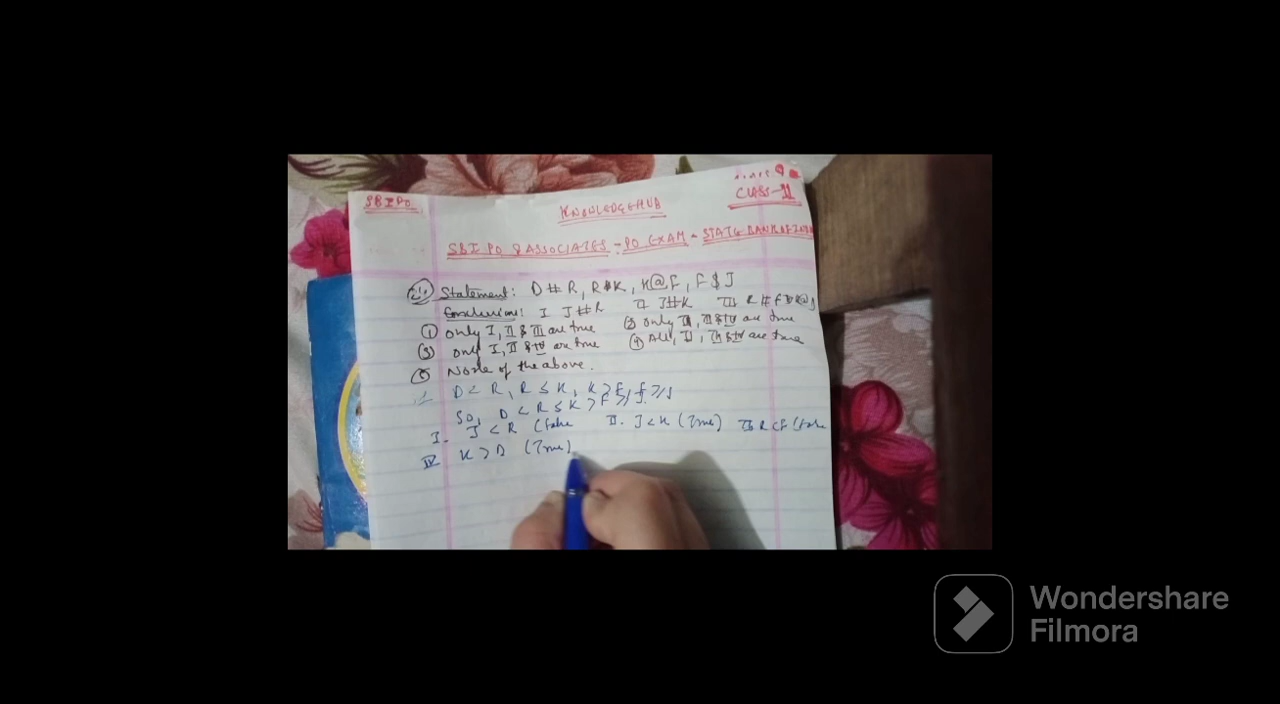 SBI PO
CLASS-11
KNOWLEDGEHUB
SBI PO & ASSOCIATES - PO EXAM - STATE BANK OF
Statement: D # R, R * K, K @ F, F $ J
Conclusions: I J # R II J # K III R # F
(1) Only I, II & III are true (2) Only II, III & IV are true
(3) Only I, II & IV are true (4) All I, II, III & IV are true
(5) None of the above.
D < R, R ≤ K, K > F, F ≥ J
So, D < R ≤ K > F ≥ J.
I. J < R (False II. J < K (True) III R < F (False
IV K > D (True)
Wondershare
Filmora